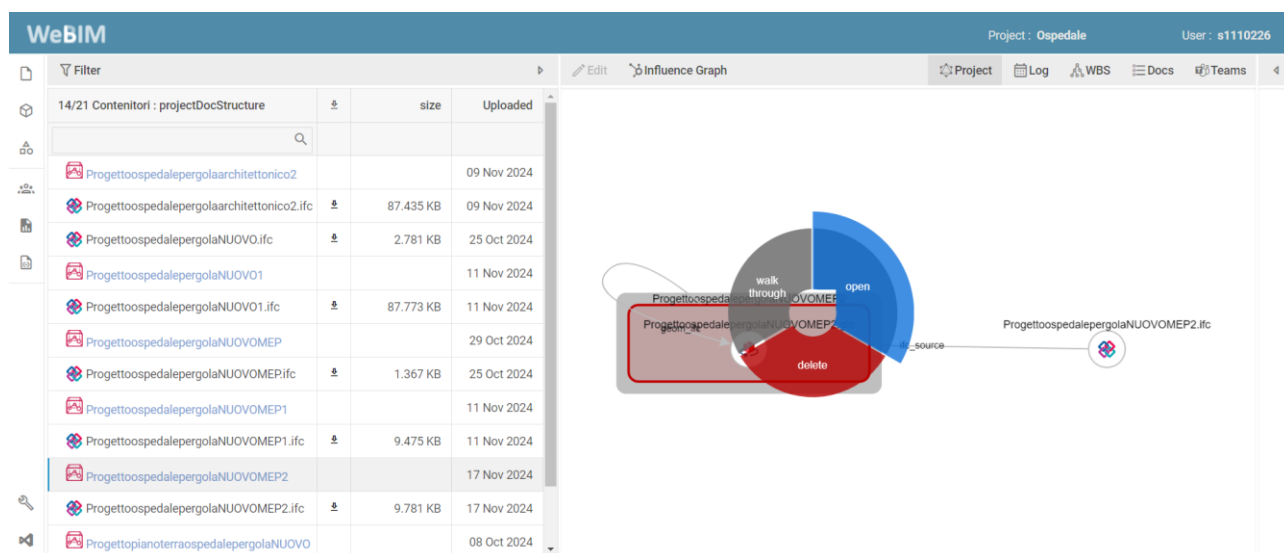 WeBIM
Project : Ospedale
User : s1110226
Filter
Edit
Influence Graph
Project
Log
WBS
Docs
Teams
14/21 Contenitori : projectDocStructure
size
Uploaded
Progettoospedalepergolaarchitettonico2
09 Nov 2024
Progettoospedalepergolaarchitettonico2.ifc
87.435 KB
09 Nov 2024
ProgettoospedalepergolaNUOVO.ifc
2.781 KB
25 Oct 2024
ProgettoospedalepergolaNUOVO1
11 Nov 2024
ProgettoospedalepergolaNUOVO1.ifc
87.773 KB
11 Nov 2024
ProgettoospedalepergolaNUOVOMEP
29 Oct 2024
ProgettoospedalepergolaNUOVOMEP.ifc
1.367 KB
25 Oct 2024
ProgettoospedalepergolaNUOVOMEP1
11 Nov 2024
ProgettoospedalepergolaNUOVOMEP1.ifc
9.475 KB
11 Nov 2024
ProgettoospedalepergolaNUOVOMEP2
17 Nov 2024
ProgettoospedalepergolaNUOVOMEP2.ifc
9.781 KB
17 Nov 2024
ProgettopianoterraospedalepergolaNUOVO
08 Oct 2024
walk
through
open
delete
ProgettoospedalepergolaNUOVOMEP2.ifc